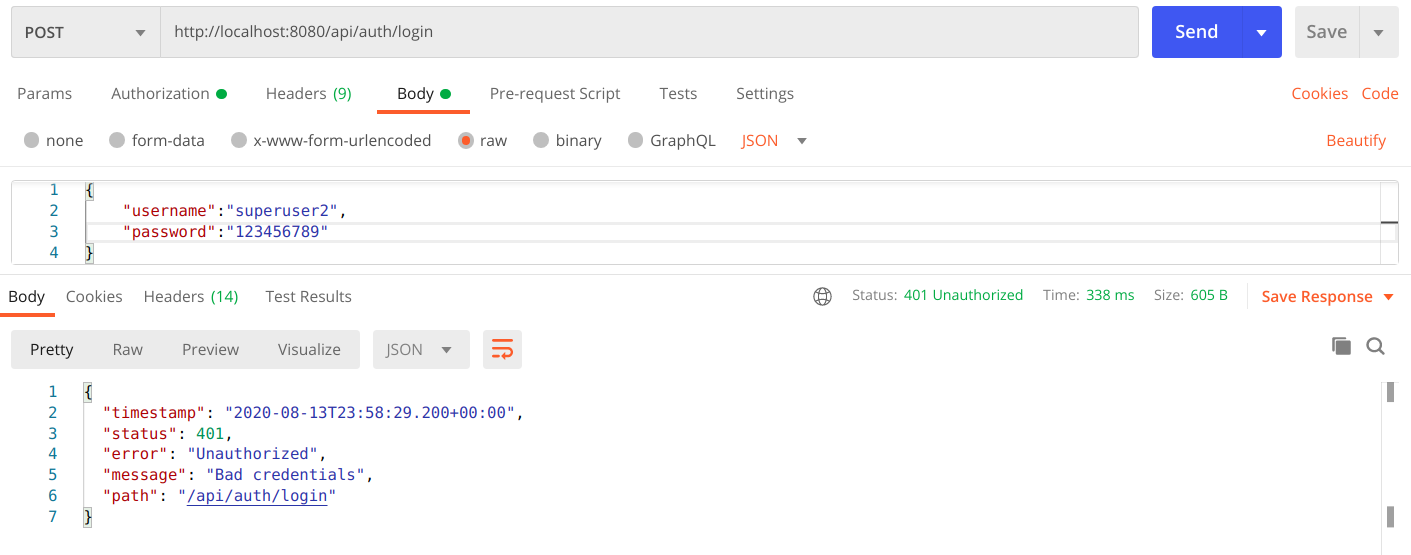 POST http://localhost:8080/api/auth/login Send Save
Params Authorization Headers (9) Body Pre-request Script Tests Settings Cookies Code
none form-data x-www-form-urlencoded raw binary GraphQL JSON Beautify
1 {
2 "username":"superuser2",
3 "password":"123456789"
4 }
Body Cookies Headers (14) Test Results Status: 401 Unauthorized Time: 338 ms Size: 605 B Save Response
Pretty Raw Preview Visualize JSON
1 {
2 "timestamp": "2020-08-13T23:58:29.200+00:00",
3 "status": 401,
4 "error": "Unauthorized",
5 "message": "Bad credentials",
6 "path": "/api/auth/login"
7 }